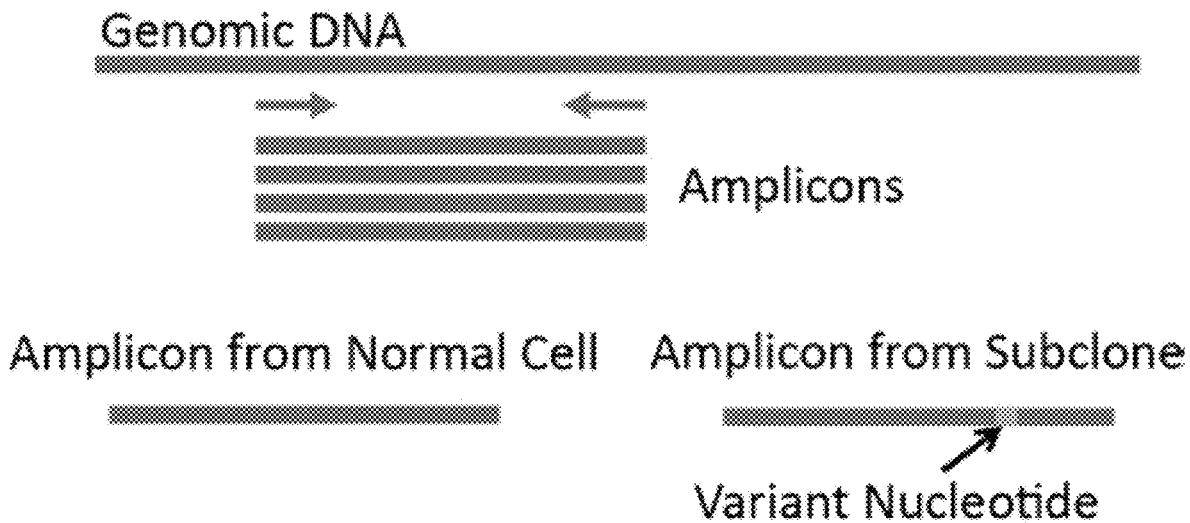 Genomic DNA
Amplicons
Amplicon from Normal Cell
Amplicon from Subclone
Variant Nucleotide